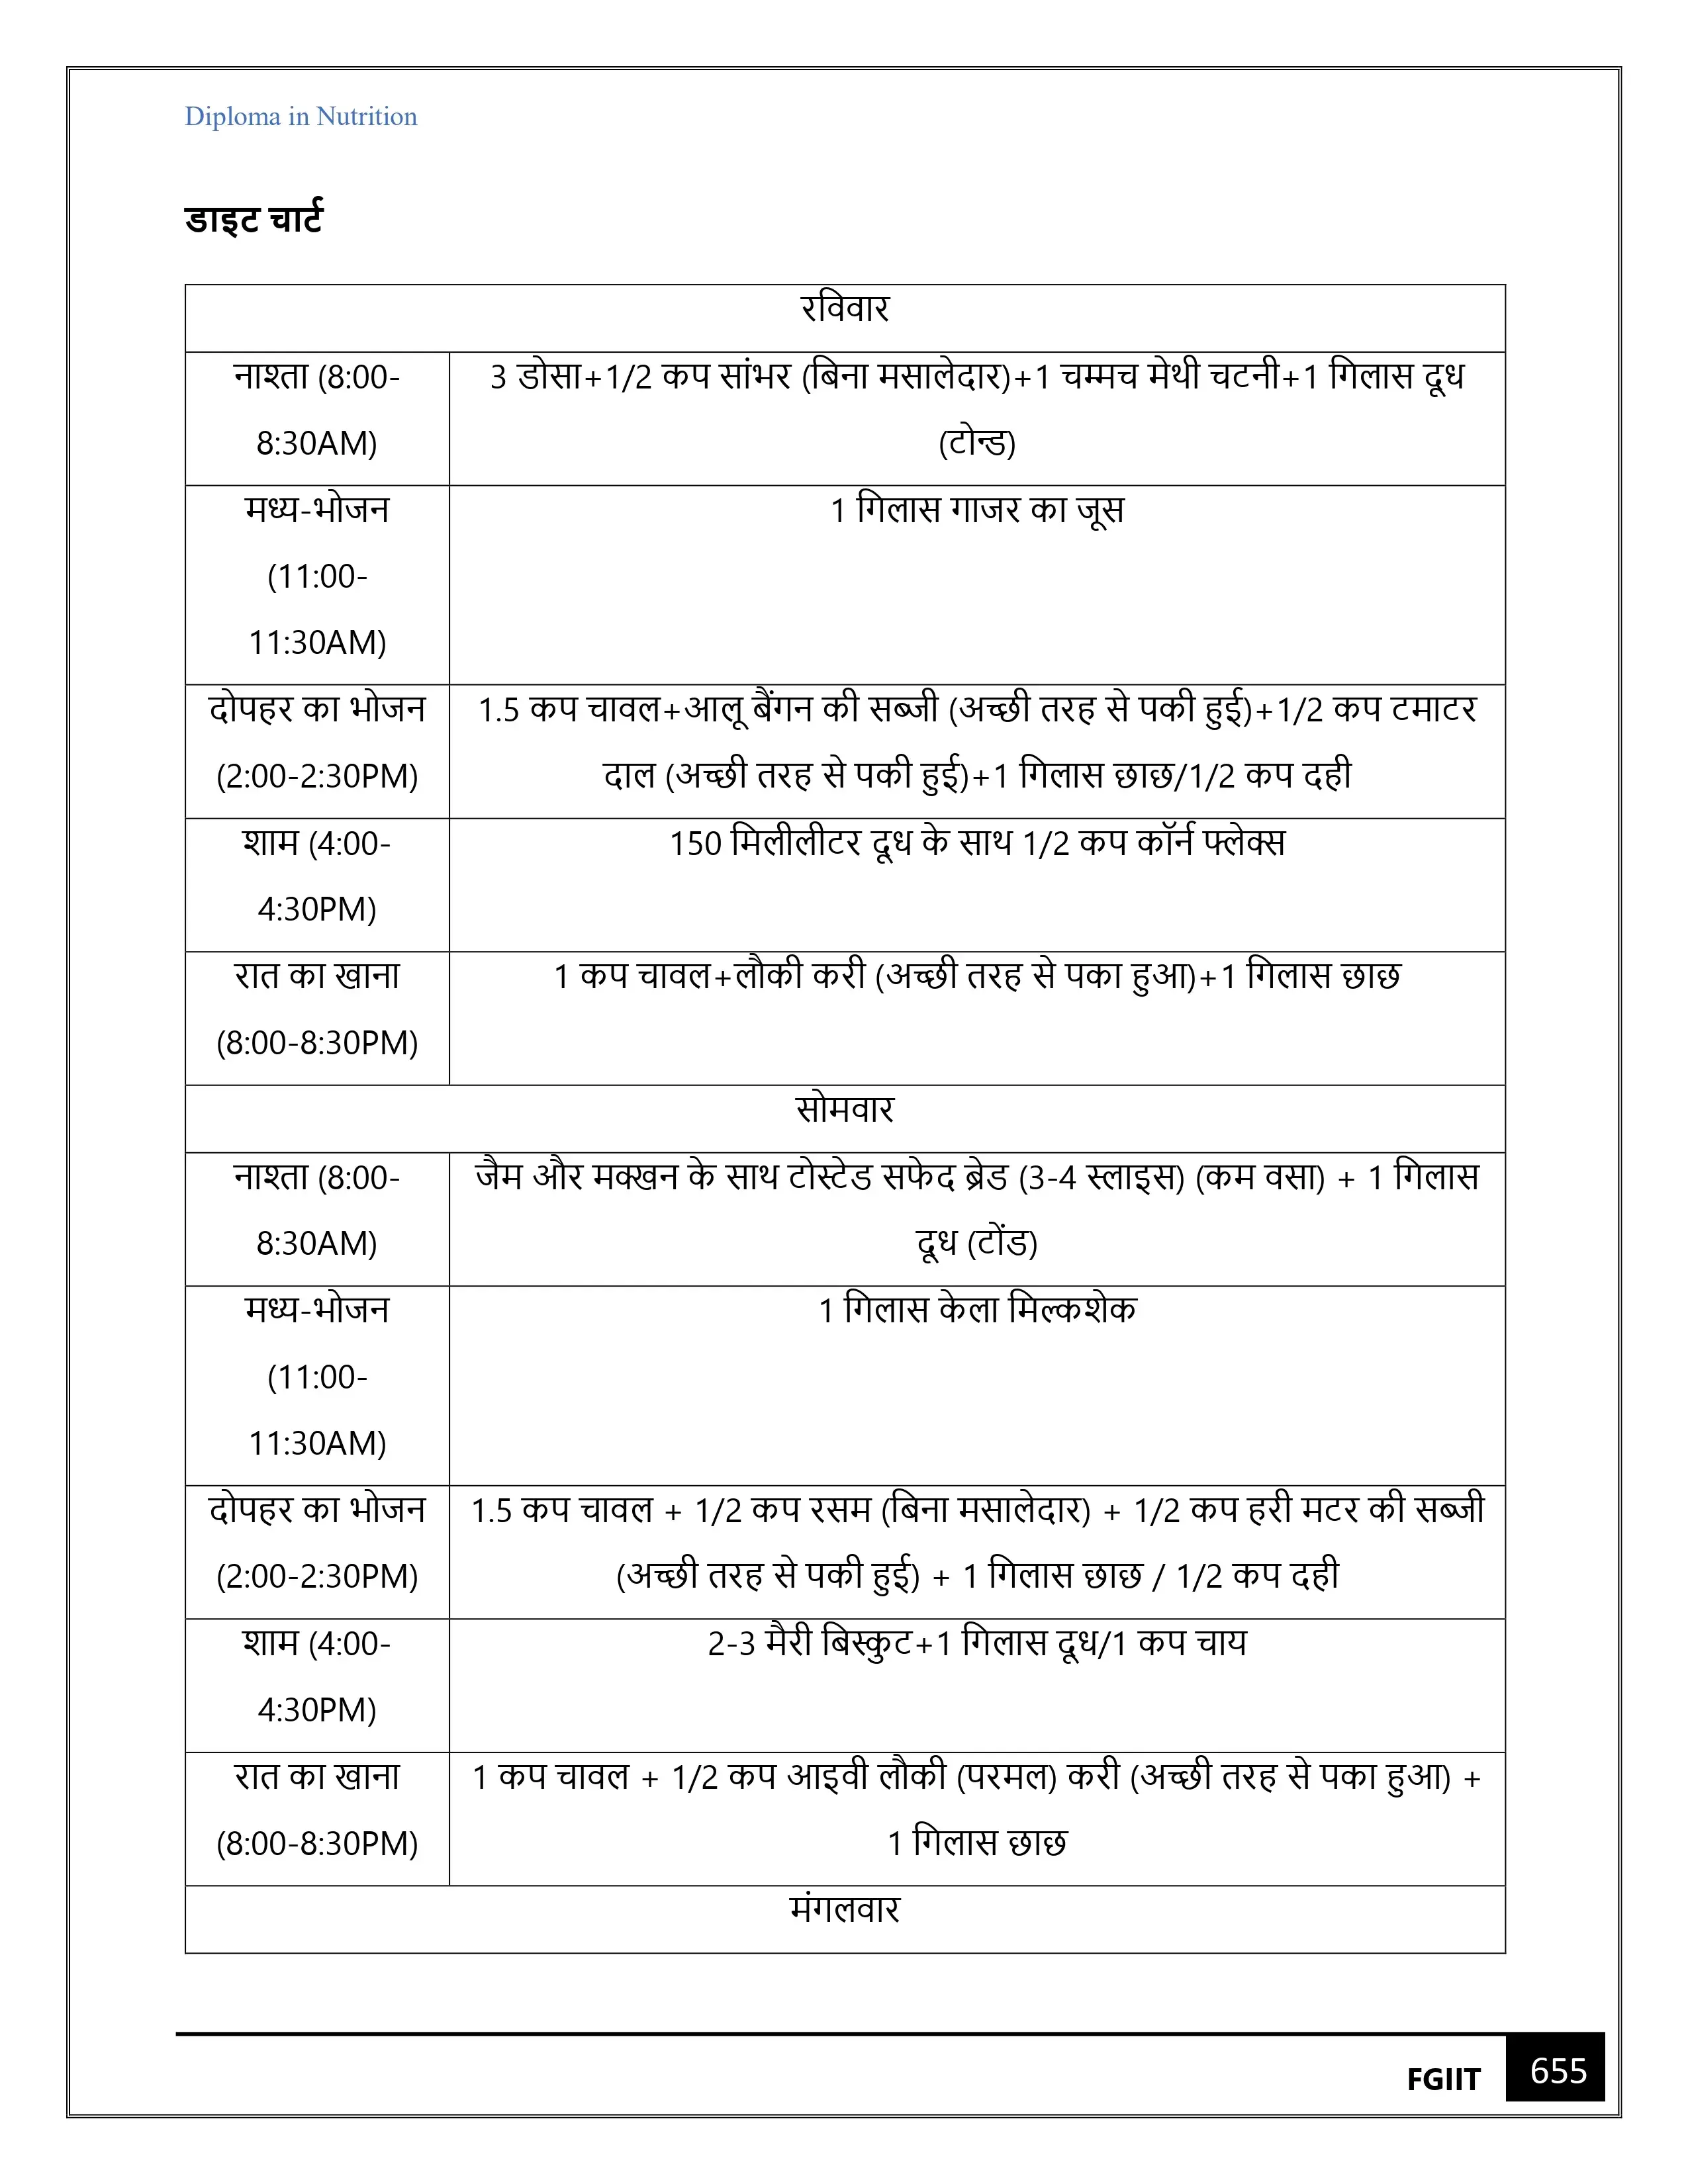 Diploma in Nutrition
डाइट चार्ट
रविवार
नाश्ता (8:00-
8:30AM)
3 डोसा+1/2 कप सांभर (बिना मसालेदार)+1 चम्मच मेथी चटनी+1 गिलास दूध
(टोन्ड)
मध्य-भोजन
(11:00-
11:30AM)
1 गिलास गाजर का जूस
दोपहर का भोजन
(2:00-2:30PM)
1.5 कप चावल+आलू बैंगन की सब्जी (अच्छी तरह से पकी हुई)+1/2 कप टमाटर
दाल (अच्छी तरह से पकी हुई)+1 गिलास छाछ/1/2 कप दही
शाम (4:00-
4:30PM)
150 मिलीलीटर दूध के साथ 1/2 कप कॉर्न फ्लेक्स
रात का खाना
(8:00-8:30PM)
1 कप चावल+लौकी करी (अच्छी तरह से पका हुआ)+1 गिलास छाछ
सोमवार
नाश्ता (8:00-
8:30AM)
जैम और मक्खन के साथ टोस्टेड सफेद ब्रेड (3-4 स्लाइस) (कम वसा) + 1 गिलास
दूध (टोंड)
मध्य-भोजन
(11:00-
11:30AM)
1 गिलास केला मिल्कशेक
दोपहर का भोजन
(2:00-2:30PM)
1.5 कप चावल + 1/2 कप रसम (बिना मसालेदार) + 1/2 कप हरी मटर की सब्जी
(अच्छी तरह से पकी हुई) + 1 गिलास छाछ / 1/2 कप दही
शाम (4:00-
4:30PM)
2-3 मैरी बिस्कुट+1 गिलास दूध/1 कप चाय
रात का खाना
(8:00-8:30PM)
1 कप चावल + 1/2 कप आइवी लौकी (परमल) करी (अच्छी तरह से पका हुआ) +
1 गिलास छाछ
मंगलवार
FGIIT
655